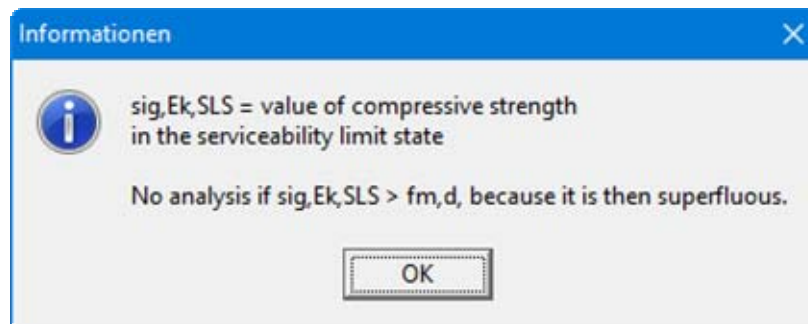 Informationen
sig,Ek,SLS = value of compressive strength
in the serviceability limit state
No analysis if sig,Ek,SLS > fm,d, because it is then superfluous.
OK